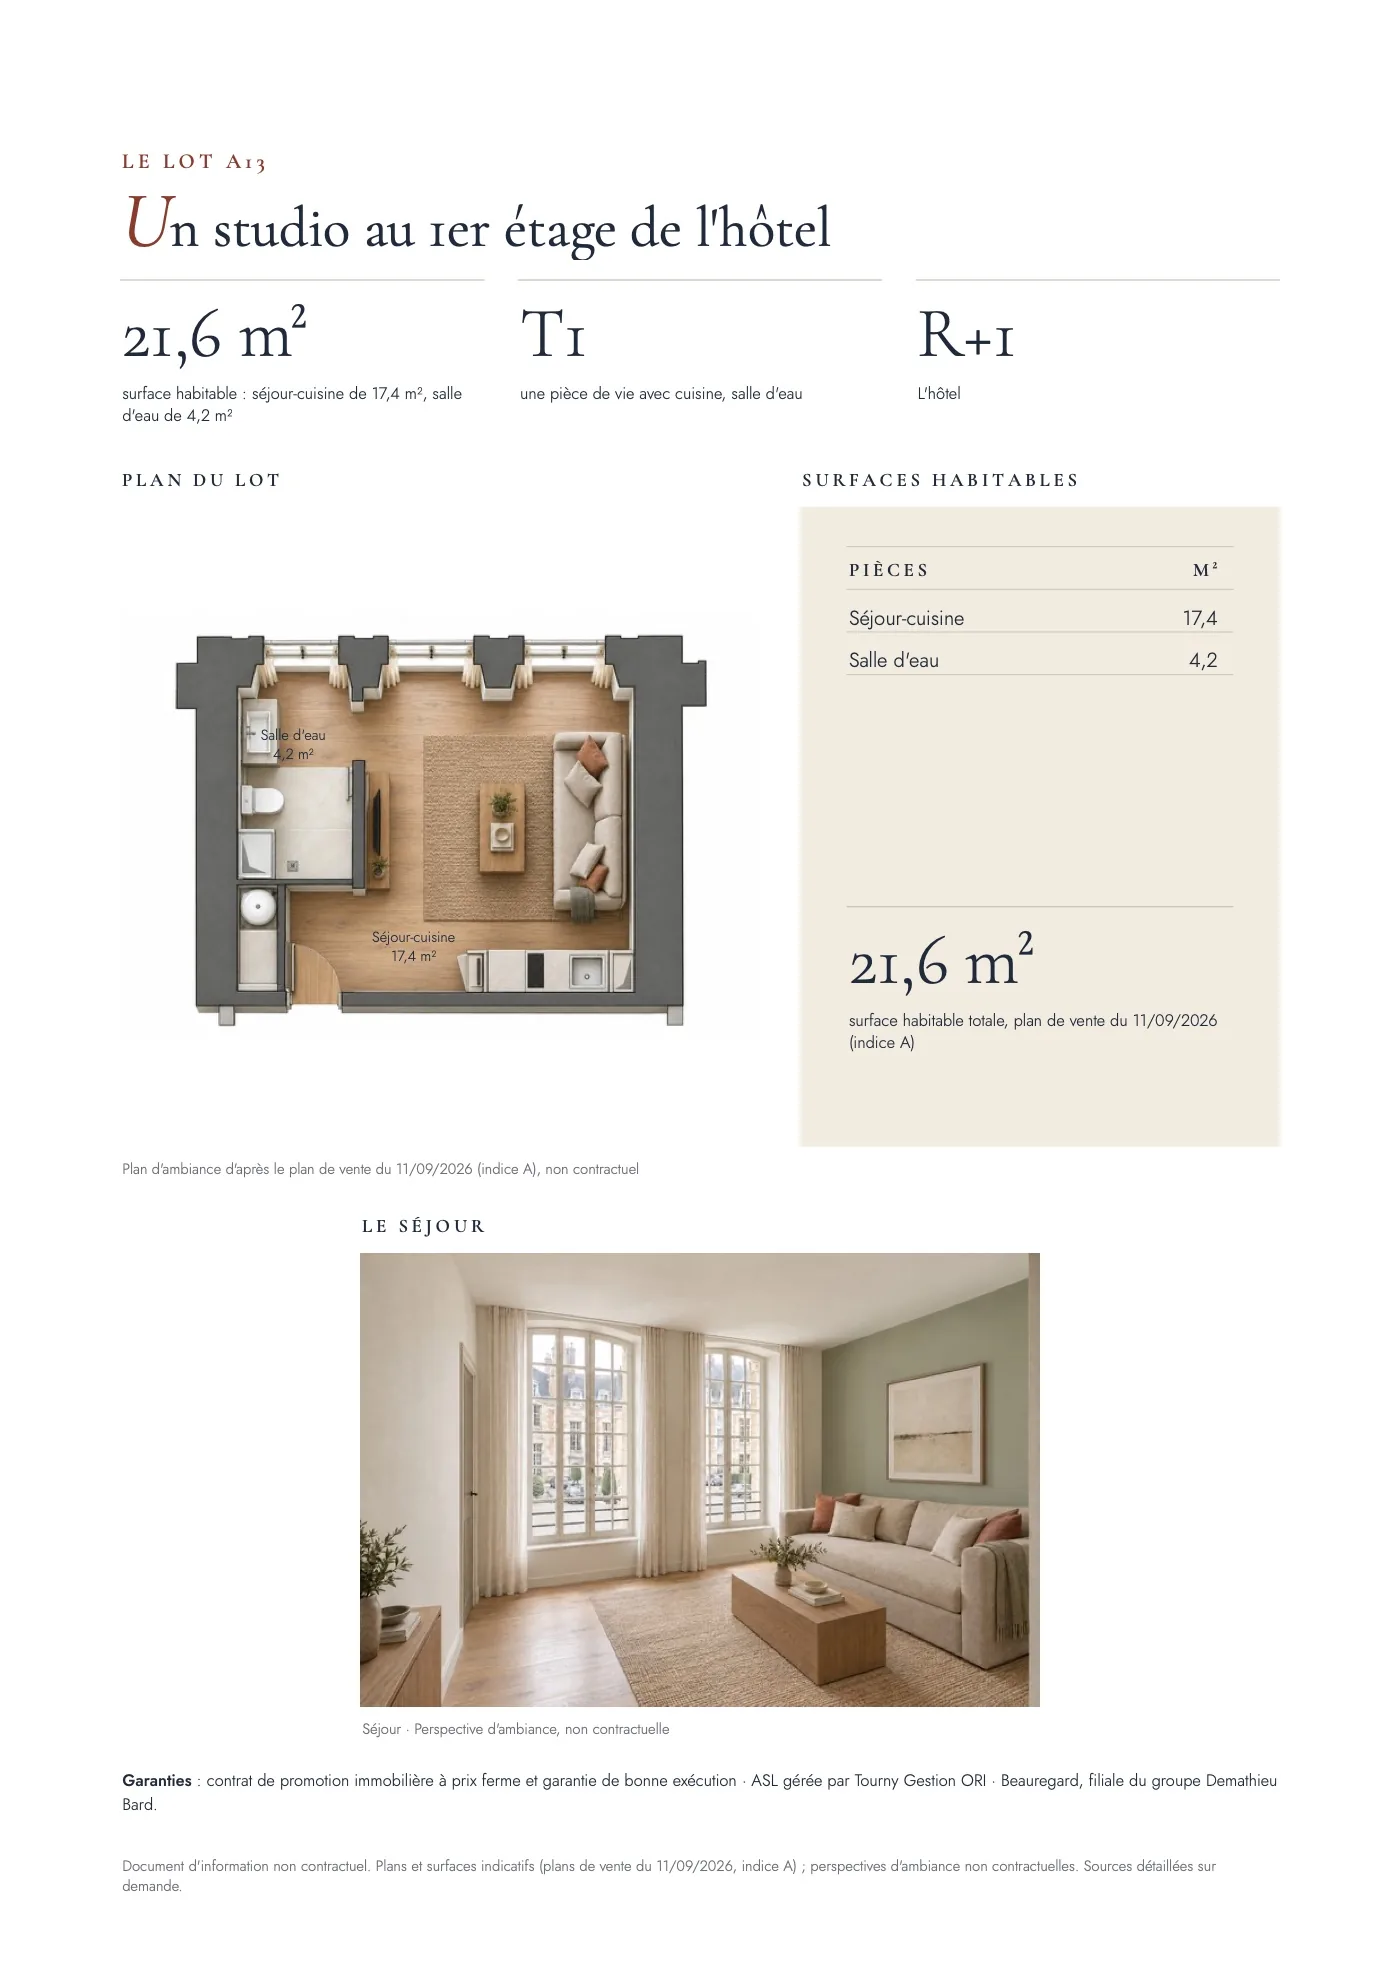 LE LOT A13
Un studio au 1er étage de l'hôtel
21,6 m²
surface habitable : séjour-cuisine de 17,4 m², salle
d'eau de 4,2 m²
T1
une pièce de vie avec cuisine, salle d'eau
R+1
L'hôtel
PLAN DU LOT
Salle d'eau
4,2 m²
Séjour-cuisine
17,4 m²
Plan d'ambiance d'après le plan de vente du 11/09/2026 (indice A), non contractuel
SURFACES HABITABLES
PIÈCES M²
Séjour-cuisine 17,4
Salle d'eau 4,2
21,6 m²
surface habitable totale, plan de vente du 11/09/2026
(indice A)
LE SÉJOUR
Séjour · Perspective d'ambiance, non contractuelle
Garanties : contrat de promotion immobilière à prix ferme et garantie de bonne exécution · ASL gérée par Tourny Gestion ORI · Beauregard, filiale du groupe Demathieu
Bard.
Document d'information non contractuel. Plans et surfaces indicatifs (plans de vente du 11/09/2026, indice A) ; perspectives d'ambiance non contractuelles. Sources détaillées sur
demande.